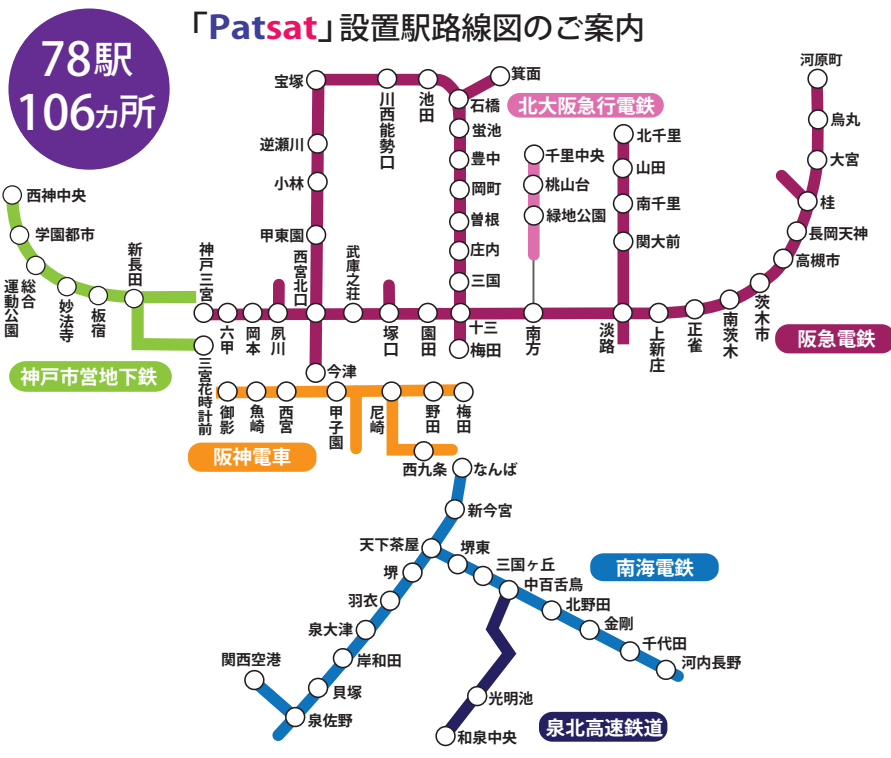 「Patsat」設置駅路線図のご案内
78駅
106ヵ所
宝塚
川西能勢口
池田
箕面
石橋
北大阪急行電鉄
河原町
逆瀬川
蛍池
千里中央
北千里
烏丸
小林
豊中
桃山台
山田
大宮
岡町
緑地公園
南千里
桂
甲東園
曽根
関大前
長岡天神
西宮北口
武庫之荘
庄内
高槻市
三国
西神中央
学園都市
総合運動公園
妙法寺
板宿
新長田
神戸三宮
六甲
岡本
夙川
塚口
園田
十三
梅田
南方
淡路
上新庄
正雀
南茨木
茨木市
阪急電鉄
神戸市営地下鉄
三宮花時計前
今津
御影
魚崎
西宮
甲子園
尼崎
野田
梅田
阪神電車
西九条
なんば
新今宮
天下茶屋
堺東
堺
三国ヶ丘
南海電鉄
中百舌鳥
羽衣
北野田
泉大津
金剛
岸和田
千代田
関西空港
河内長野
貝塚
光明池
泉佐野
泉北高速鉄道
和泉中央